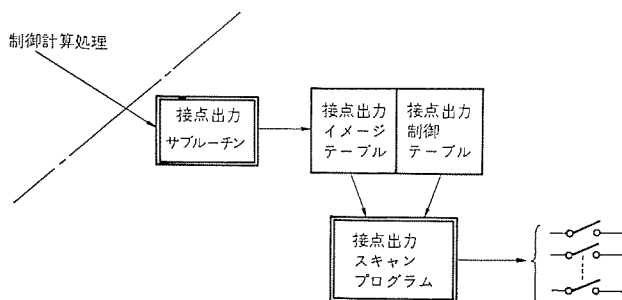 制御計算処理
接点出力
サブルーチン
接点出力
イメージ
テーブル
接点出力
制御
テーブル
接点出力
スキャン
プログラム